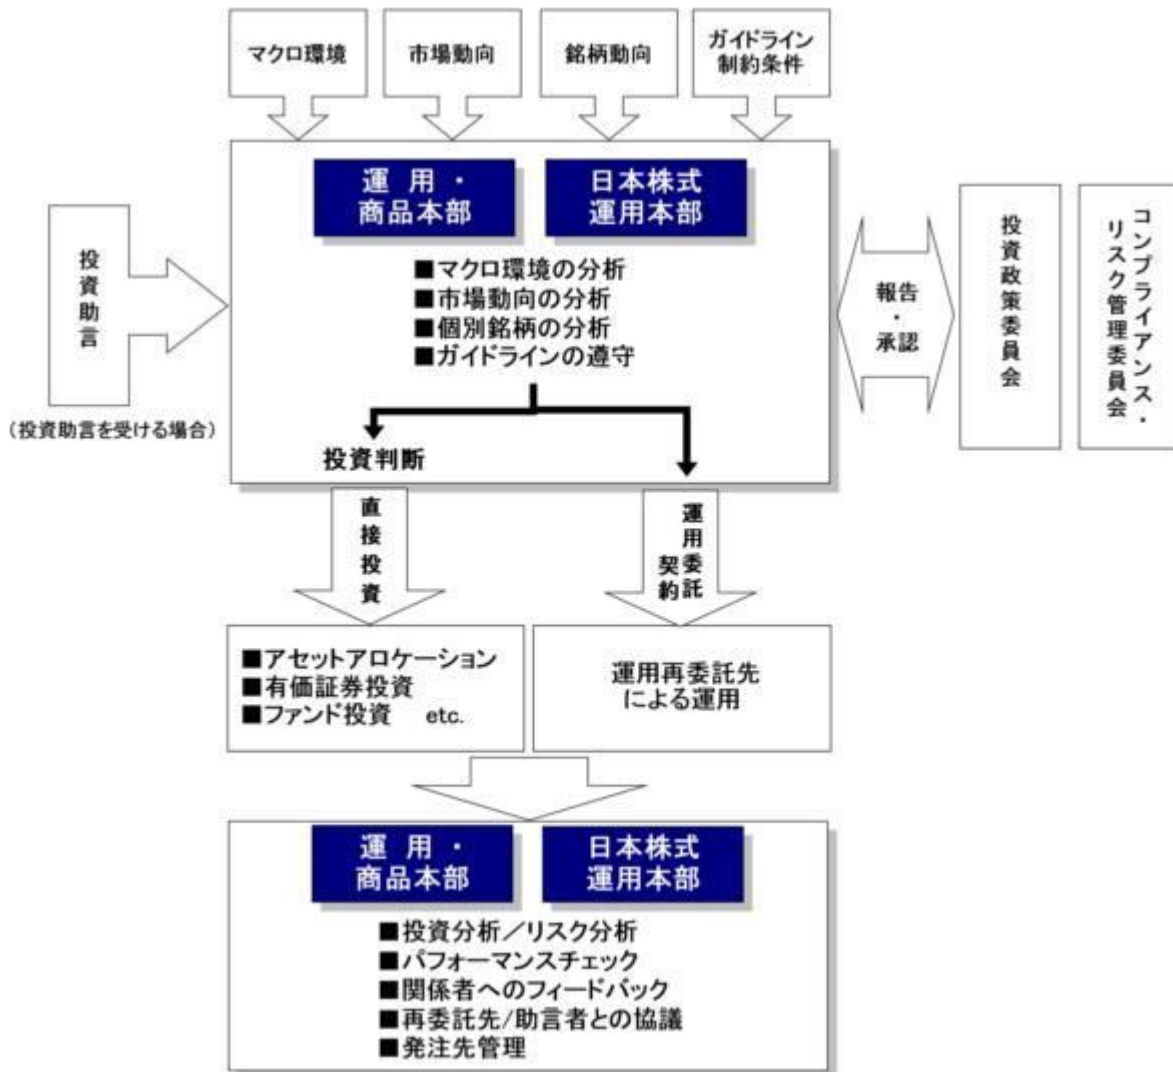 マクロ環境
市場動向
銘柄動向
ガイドライン
制約条件
運 用 ・
商品本部
日本株式
運用本部
■マクロ環境の分析
■市場動向の分析
■個別銘柄の分析
■ガイドラインの遵守
投資助言
(投資助言を受ける場合)
報告
・
承認
投資政策委員会
コンプライアンス・
リスク管理委員会
投資判断
直接投資
運用委託
契約
■アセットアロケーション
■有価証券投資
■ファンド投資 etc.
運用再委託先
による運用
運 用 ・
商品本部
日本株式
運用本部
■投資分析／リスク分析
■パフォーマンスチェック
■関係者へのフィードバック
■再委託先/助言者との協議
■発注先管理